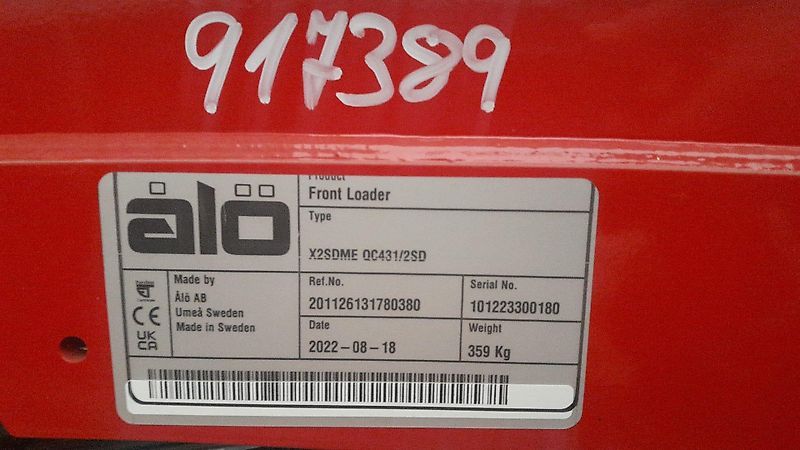 917389
Product
ålö
Front Loader
Type
X2SDME QC431/2SD
Made by
Ålö AB
Umeå Sweden
Made in Sweden
Ref.No.
201126131780380
Serial No.
101223300180
Date
2022-08-18
Weight
359 Kg
CE
UK
CA